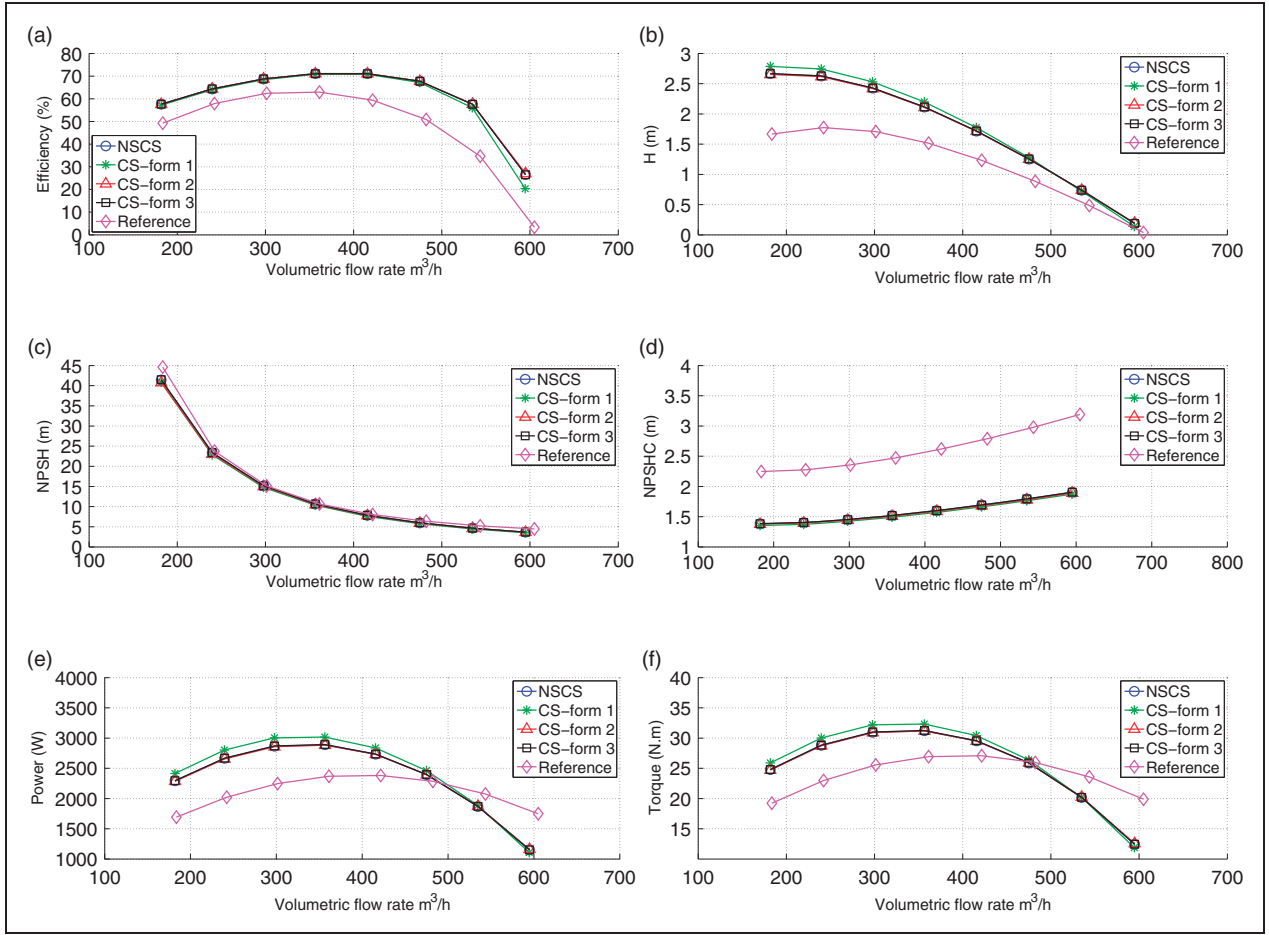 (a)
80
70
60
50
40
30
20
10
0
Efficiency (%)
NSCS
CS-form 1
CS-form 2
CS-form 3
Reference
100 200 300 400 500 600 700
Volumetric flow rate m³/h
(b)
3
2.5
2
1.5
1
0.5
0
H (m)
NSCS
CS-form 1
CS-form 2
CS-form 3
Reference
100 200 300 400 500 600 700
Volumetric flow rate m³/h
(c)
45
40
35
30
25
20
15
10
5
0
NPSH (m)
NSCS
CS-form 1
CS-form 2
CS-form 3
Reference
100 200 300 400 500 600 700
Volumetric flow rate m³/h
(d)
4
3.5
3
2.5
2
1.5
1
NPSHC (m)
NSCS
CS-form 1
CS-form 2
CS-form 3
Reference
100 200 300 400 500 600 700 800
Volumetric flow rate m³/h
(e)
4000
3500
3000
2500
2000
1500
1000
Power (W)
NSCS
CS-form 1
CS-form 2
CS-form 3
Reference
100 200 300 400 500 600 700
Volumetric flow rate m³/h
(f)
40
35
30
25
20
15
Torque (N.m)
NSCS
CS-form 1
CS-form 2
CS-form 3
Reference
100 200 300 400 500 600 700
Volumetric flow rate m³/h